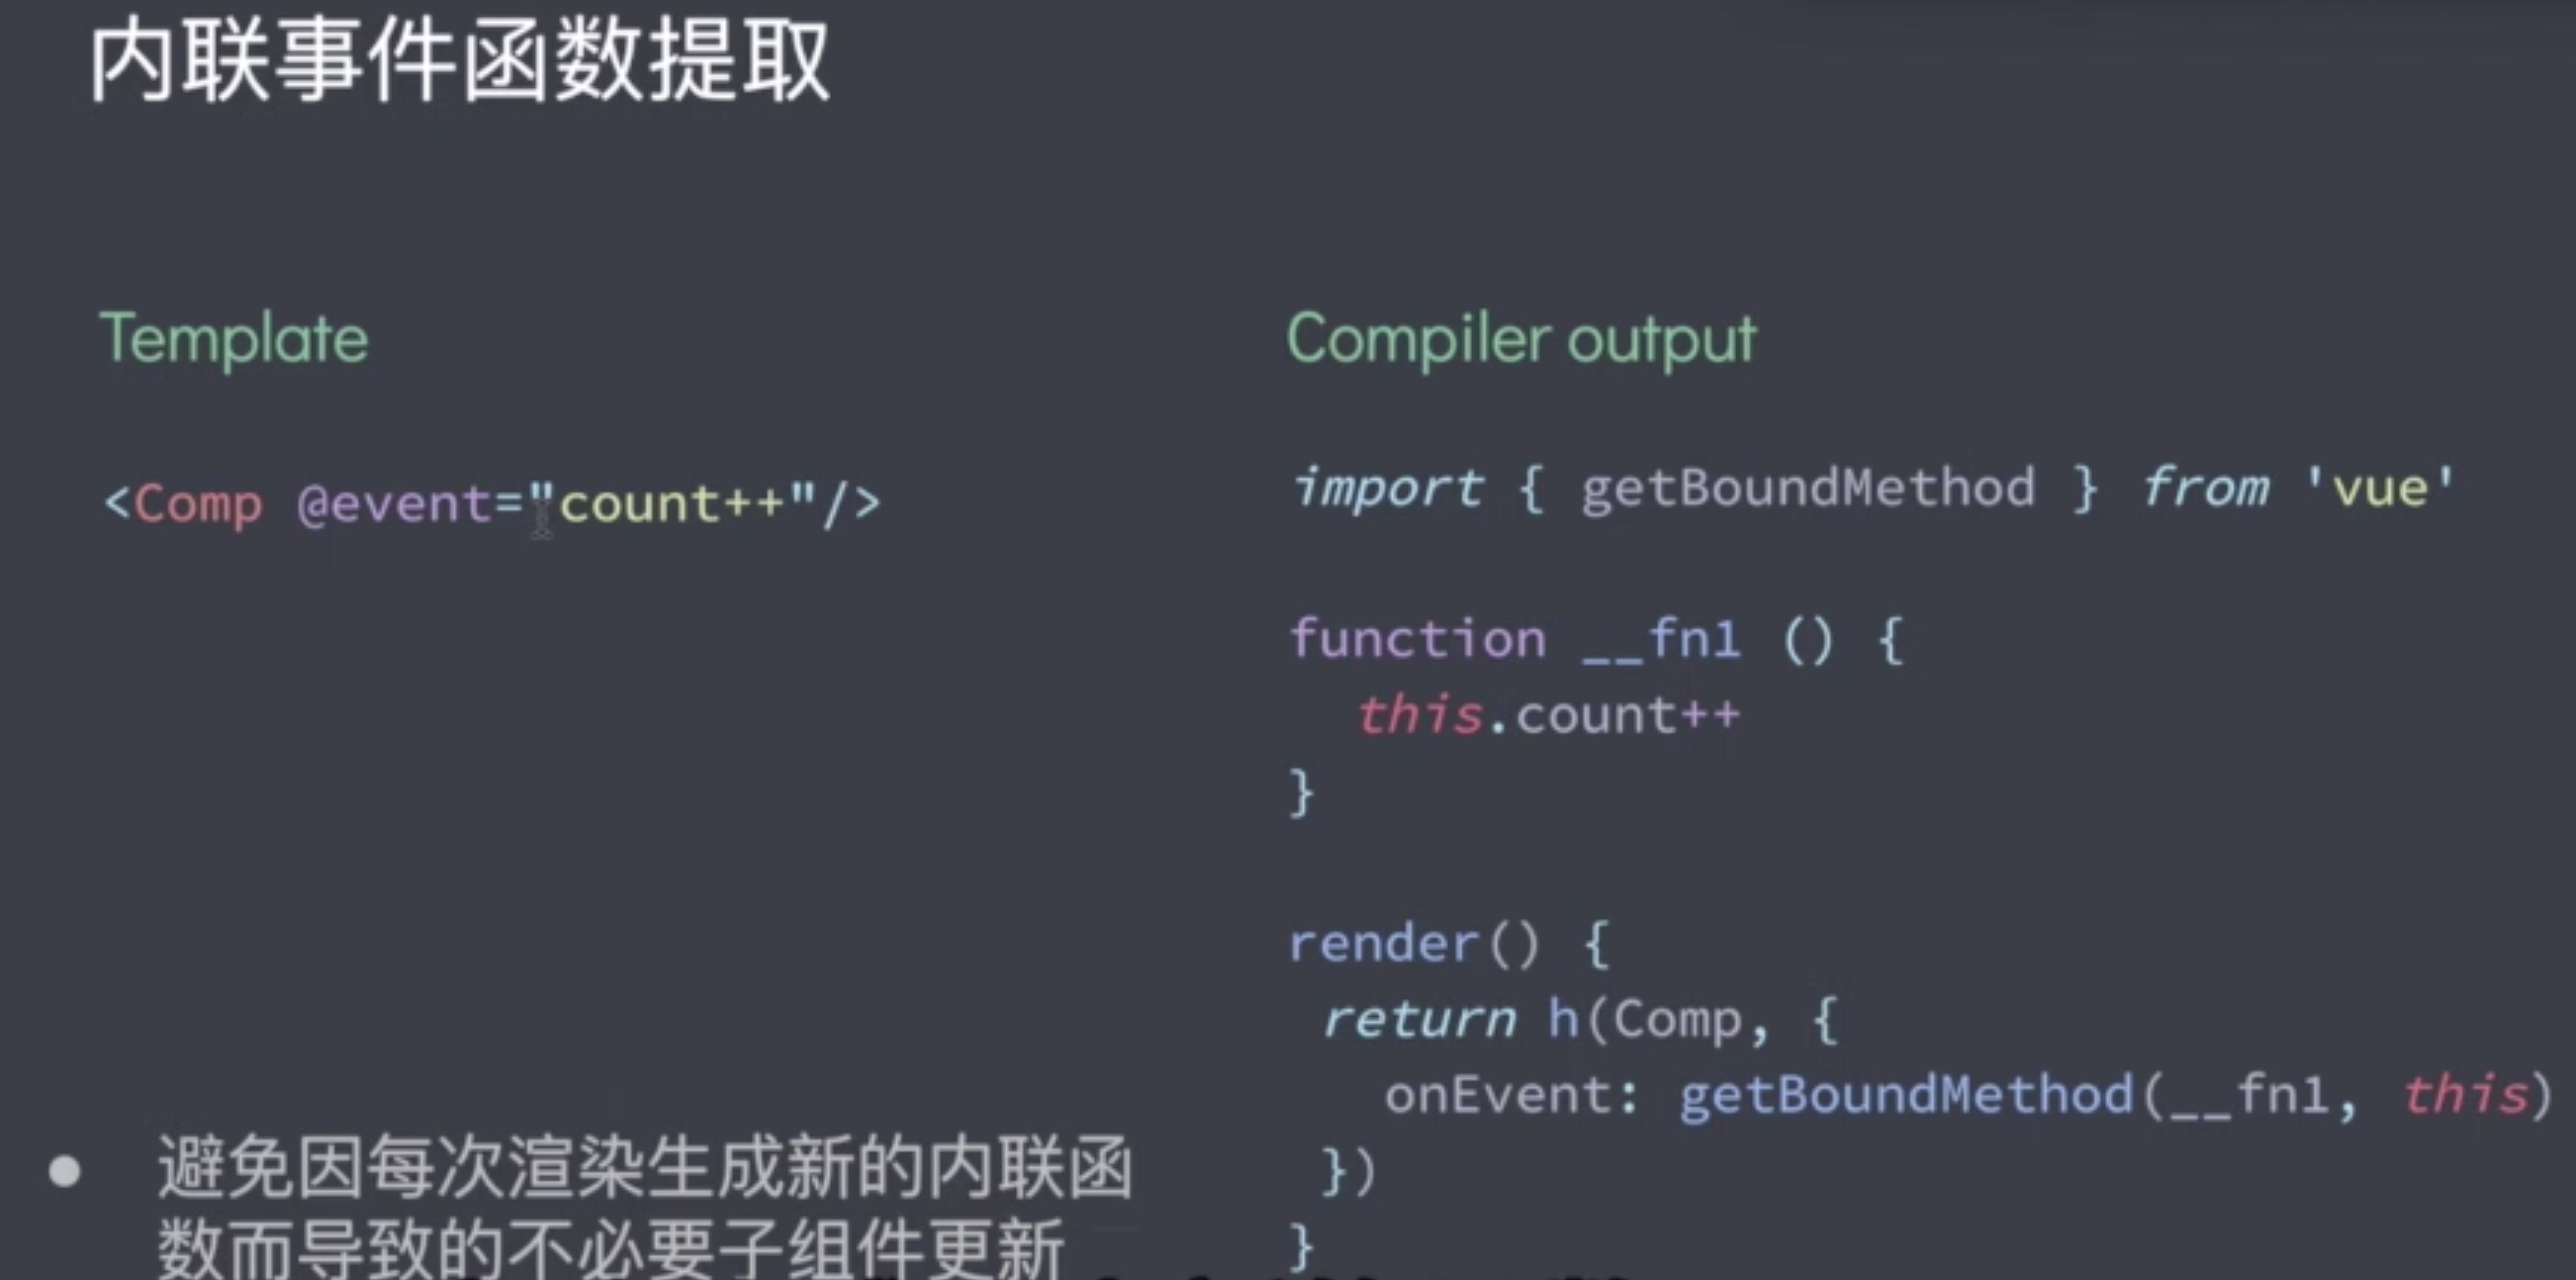 内联事件函数提取
Template
<Comp @event="count++"/>
避免因每次渲染生成新的内联函
数而导致的不必要子组件更新
Compiler output
import { getBoundMethod } from 'vue'
function __fn1 () {
this.count++
}
render() {
return h(Comp, {
onEvent: getBoundMethod(__fn1, this)
})
}